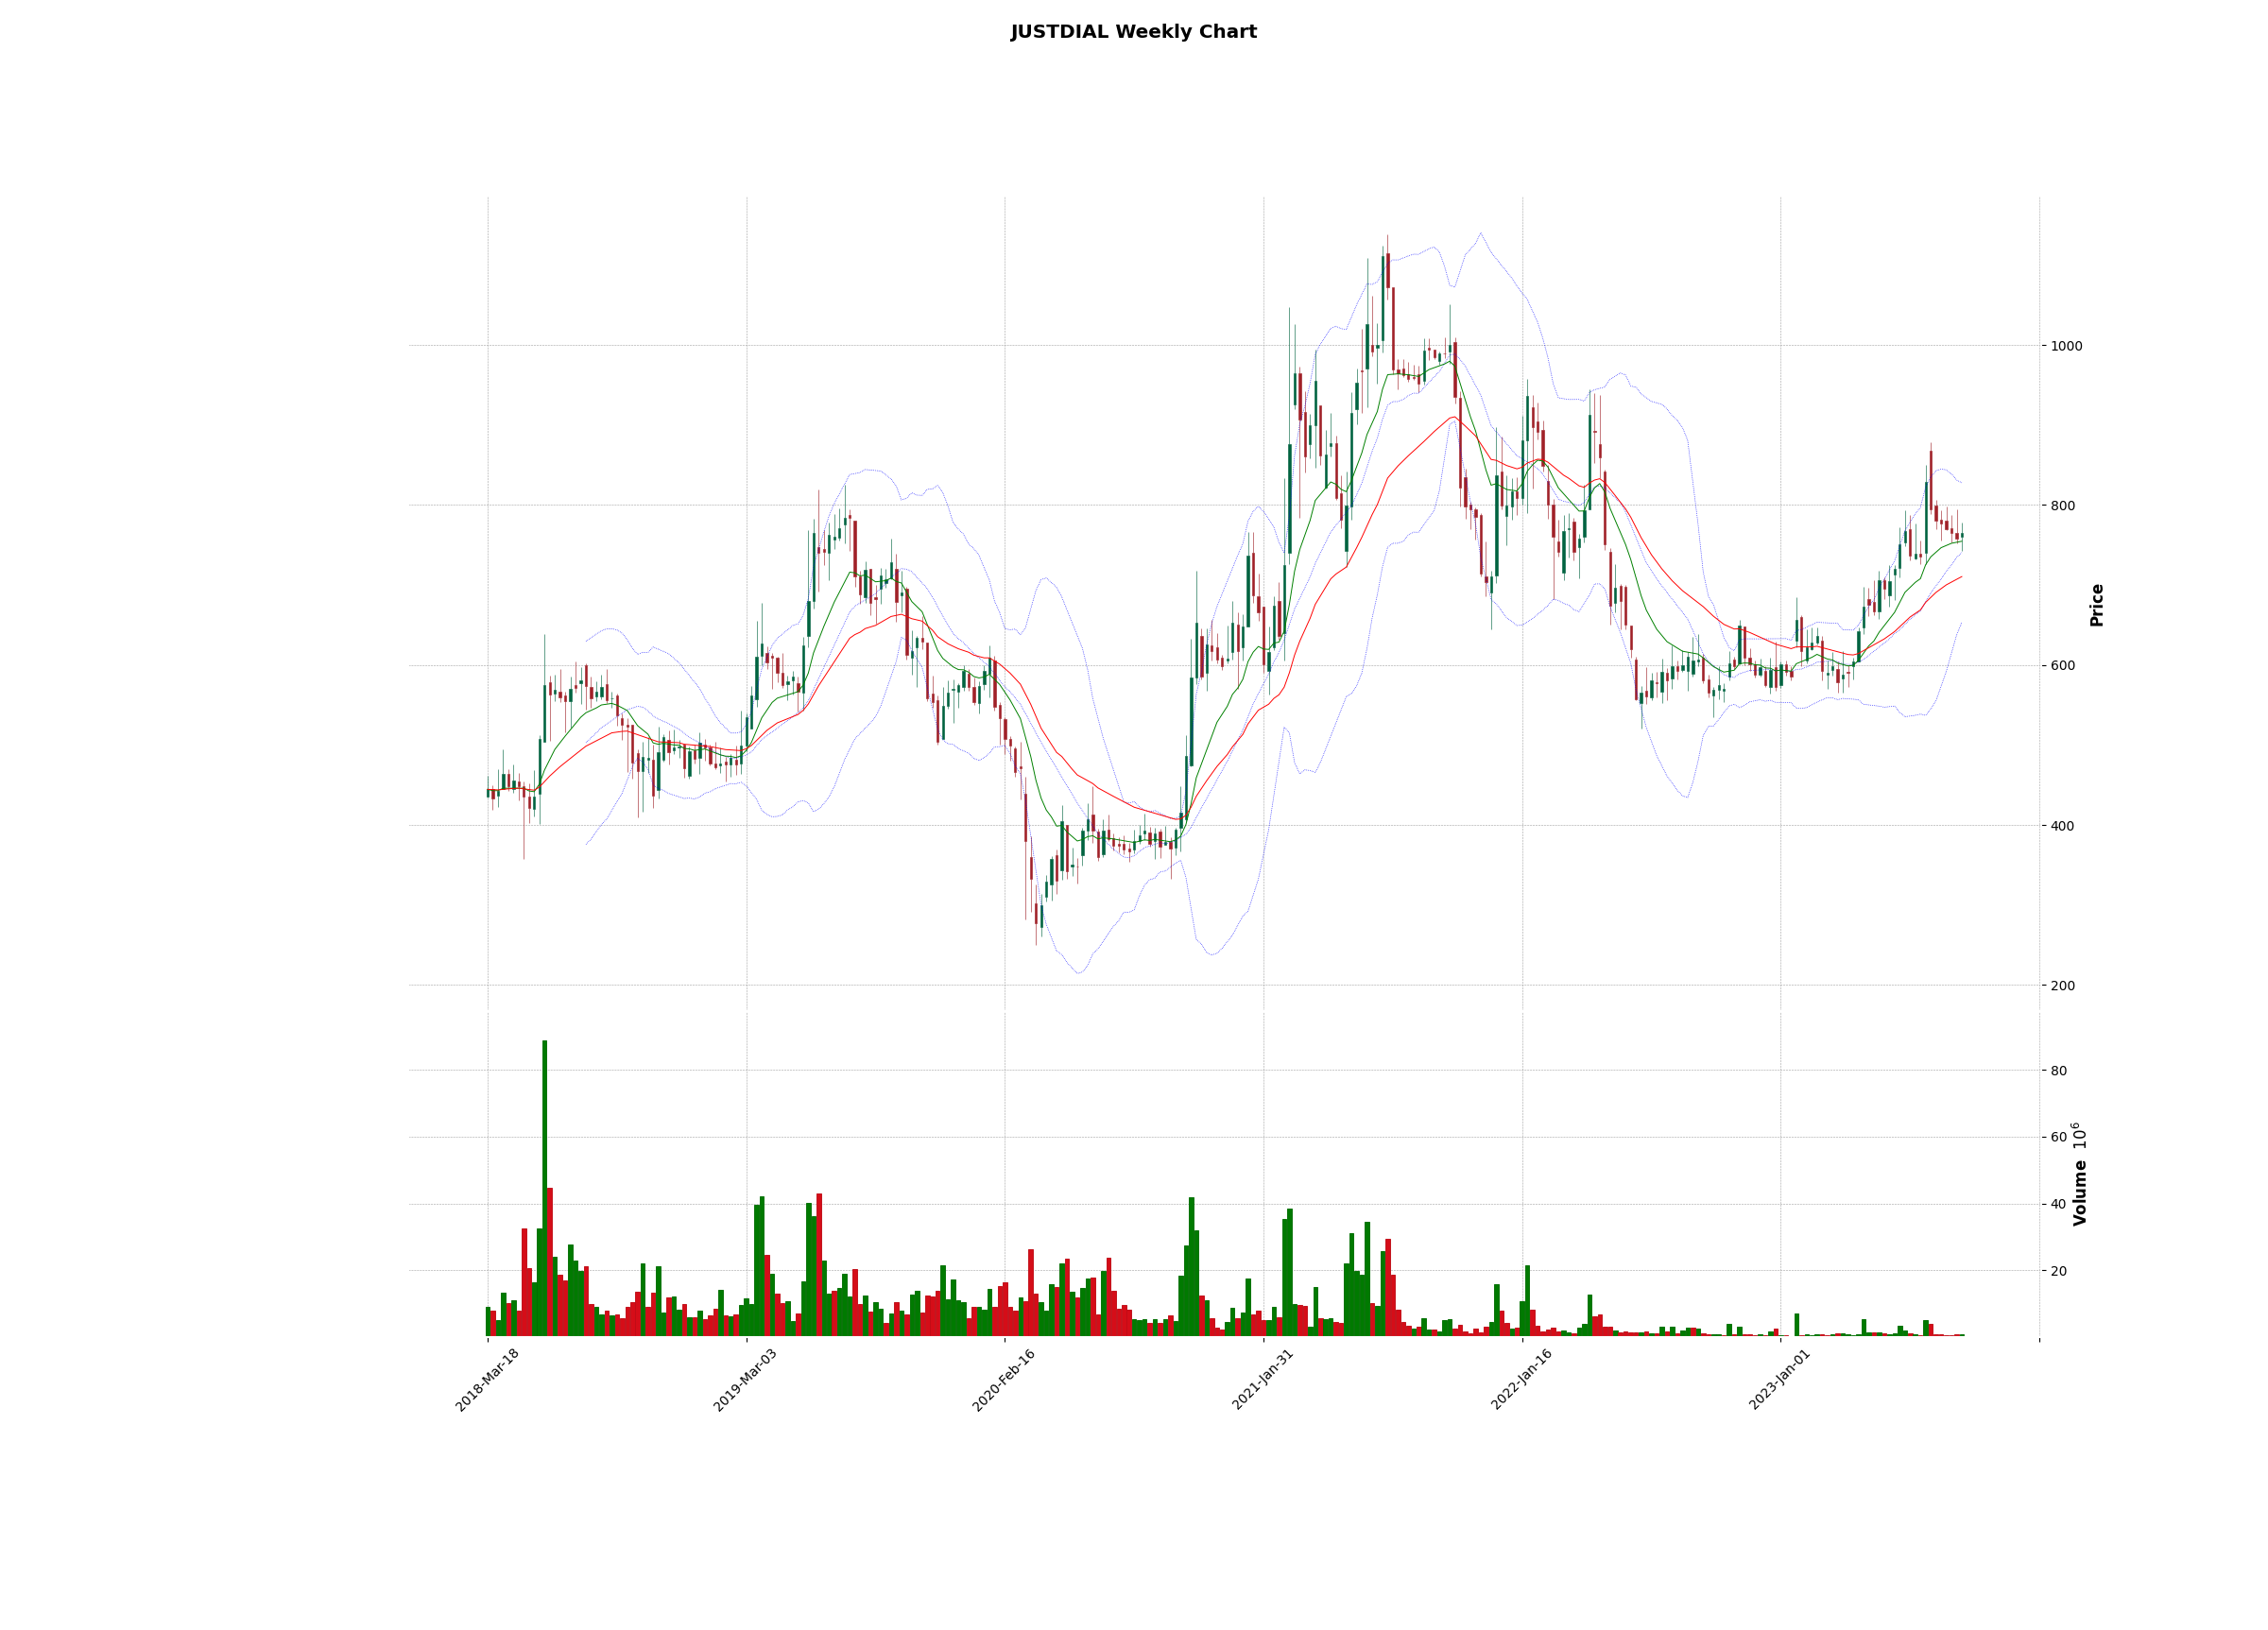 JUSTDIAL Weekly Chart
1000
800
600
400
200
Price
80
60
40
20
Volume 10^6
2018-Mar-18
2019-Mar-03
2020-Feb-16
2021-Jan-31
2022-Jan-16
2023-Jan-01